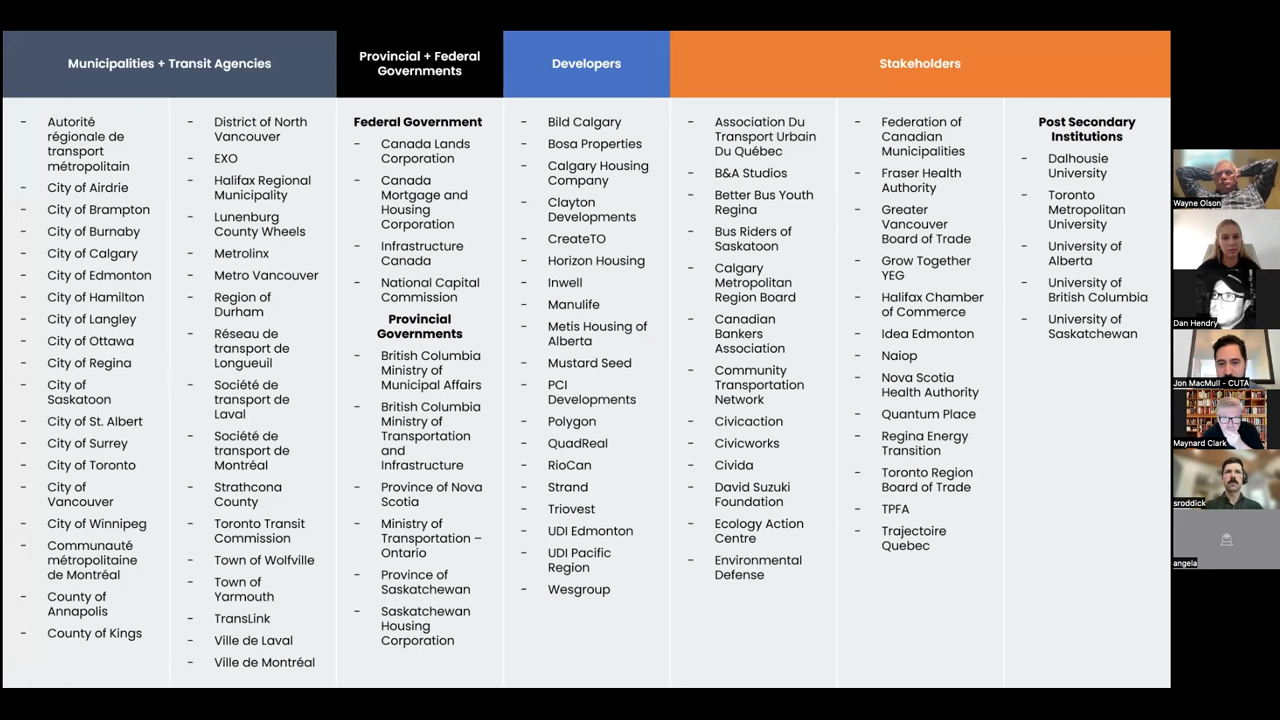 Municipalities + Transit Agencies
Provincial + Federal
Governments
Developers
Stakeholders
- Autorité
régionale de
transport
métropolitain
- City of Airdrie
- City of Brampton
- City of Burnaby
- City of Calgary
- City of Edmonton
- City of Hamilton
- City of Langley
- City of Ottawa
- City of Regina
- City of
Saskatoon
- City of St. Albert
- City of Surrey
- City of Toronto
- City of
Vancouver
- City of Winnipeg
- Communauté
métropolitaine
de Montréal
- County of
Annapolis
- County of Kings
- District of North
Vancouver
- EXO
- Halifax Regional
Municipality
- Lunenburg
County Wheels
- Metrolinx
- Metro Vancouver
- Region of
Durham
- Réseau de
transport de
Longueuil
- Société de
transport de
Laval
- Société de
transport de
Montréal
- Strathcona
County
- Toronto Transit
Commission
- Town of Wolfville
- Town of
Yarmouth
- TransLink
- Ville de Laval
- Ville de Montréal
Federal Government
- Canada Lands
Corporation
- Canada
Mortgage and
Housing
Corporation
- Infrastructure
Canada
- National Capital
Commission
Provincial
Governments
- British Columbia
Ministry of
Municipal Affairs
- British Columbia
Ministry of
Transportation
and
Infrastructure
- Province of Nova
Scotia
- Ministry of
Transportation –
Ontario
- Province of
Saskatchewan
- Saskatchewan
Housing
Corporation
- Bild Calgary
- Bosa Properties
- Calgary Housing
Company
- Clayton
Developments
- CreateTO
- Horizon Housing
- Inwell
- Manulife
- Metis Housing of
Alberta
- Mustard Seed
- PCI
Developments
- Polygon
- QuadReal
- RioCan
- Strand
- Triovest
- UDI Edmonton
- UDI Pacific
Region
- Wesgroup
- Association Du
Transport Urbain
Du Québec
- B&A Studios
- Better Bus Youth
Regina
- Bus Riders of
Saskatoon
- Calgary
Metropolitan
Region Board
- Canadian
Bankers
Association
- Community
Transportation
Network
- Civicaction
- Civicworks
- Civida
- David Suzuki
Foundation
- Ecology Action
Centre
- Environmental
Defense
- Federation of
Canadian
Municipalities
- Fraser Health
Authority
- Greater
Vancouver
Board of Trade
- Grow Together
YEG
- Halifax Chamber
of Commerce
- Idea Edmonton
- Naiop
- Nova Scotia
Health Authority
- Quantum Place
- Regina Energy
Transition
- Toronto Region
Board of Trade
- TPFA
- Trajectoire
Quebec
Post Secondary
Institutions
- Dalhousie
University
- Toronto
Metropolitan
University
- University of
Alberta
- University of
British Columbia
- University of
Saskatchewan
Wayne Olson
Dan Hendry
Jon MacMull - CUTA
Maynard Clark
sroddick
angela